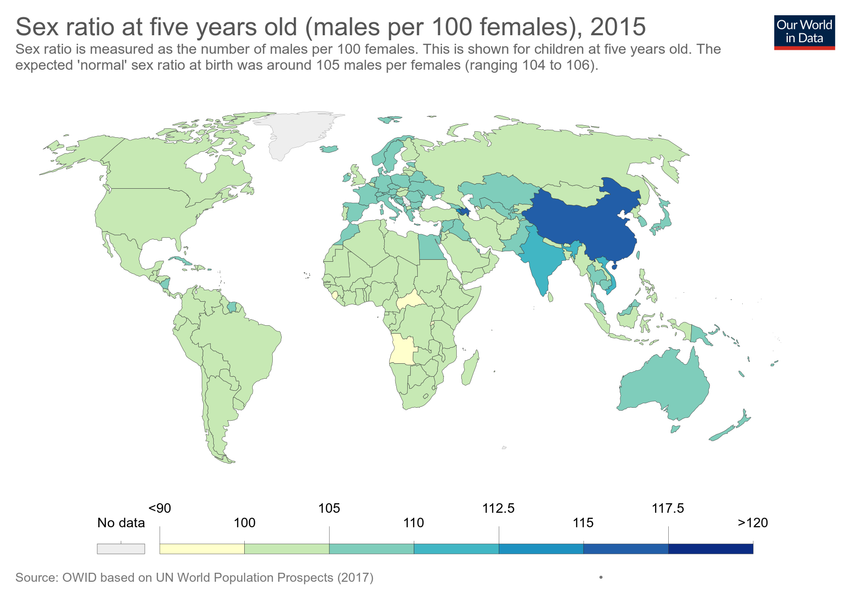 Sex ratio at five years old (males per 100 females), 2015
Our World
in Data
Sex ratio is measured as the number of males per 100 females. This is shown for children at five years old. The
expected 'normal' sex ratio at birth was around 105 males per females (ranging 104 to 106).
<90 105 112.5 117.5
No data 100 110 115 >120
Source: OWID based on UN World Population Prospects (2017)